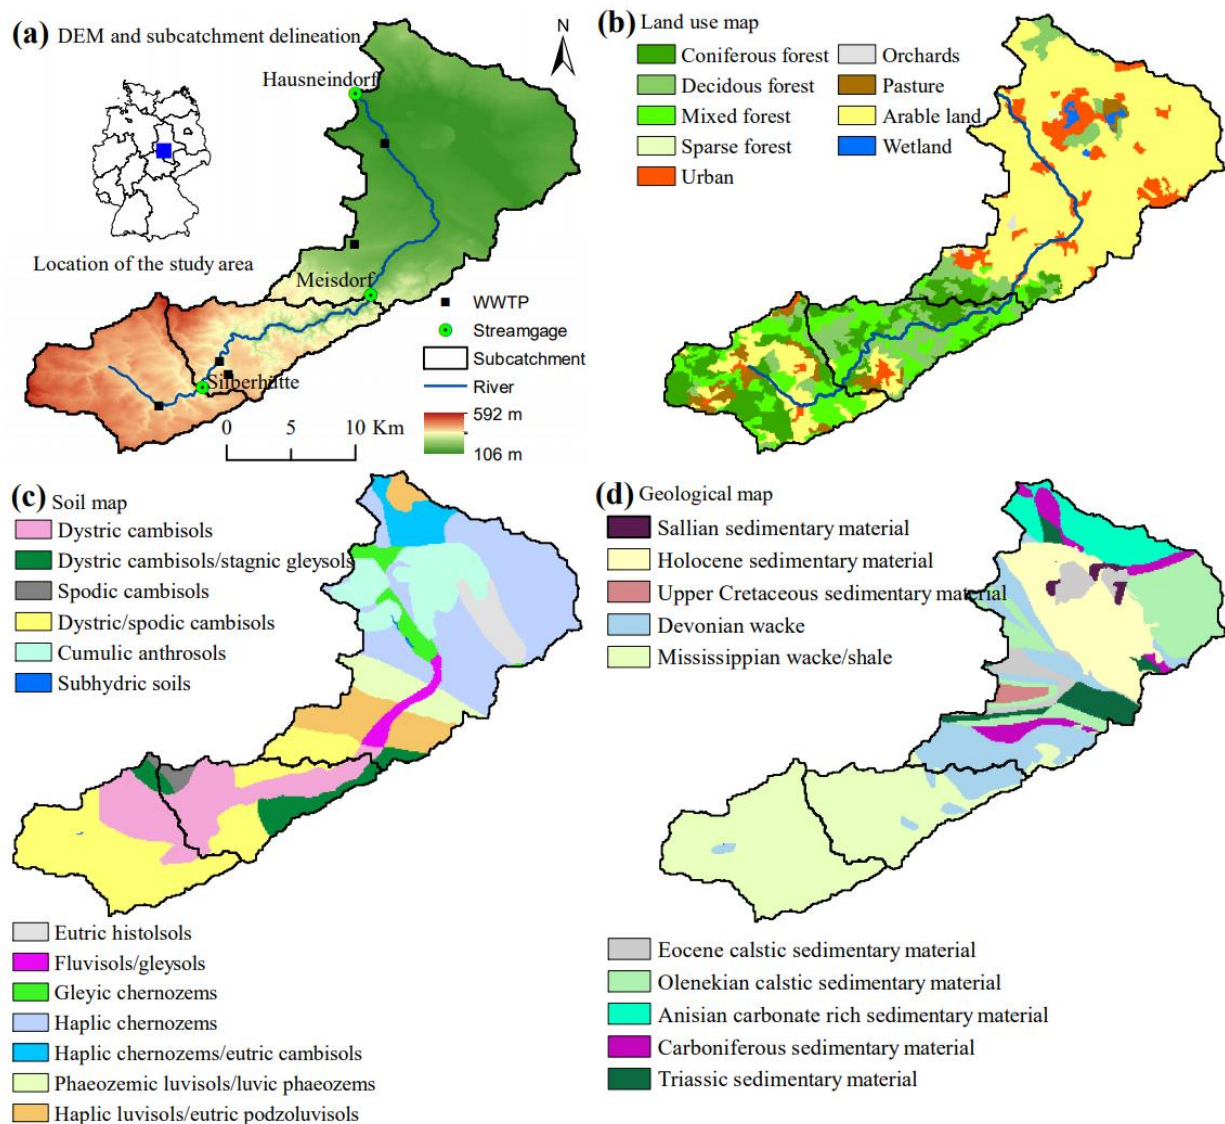 (a) DEM and subcatchment delineation
N
Hausneindorf
Location of the study area
Meisdorf
Silberhütte
WWTP
Streamgage
Subcatchment
River
592 m
106 m
0 5 10 Km
(b) Land use map
Coniferous forest
Decidous forest
Mixed forest
Sparse forest
Urban
Orchards
Pasture
Arable land
Wetland
(c) Soil map
Dystric cambisols
Dystric cambisols/stagnic gleysols
Spodic cambisols
Dystric/spodic cambisols
Cumulic anthrosols
Subhydric soils
Eutric histolsols
Fluvisols/gleysols
Gleyic chernozems
Haplic chernozems
Haplic chernozems/eutric cambisols
Phaeozemic luvisols/luvic phaeozems
Haplic luvisols/eutric podzoluvisols
(d) Geological map
Sallian sedimentary material
Holocene sedimentary material
Upper Cretaceous sedimentary material
Devonian wacke
Mississippian wacke/shale
Eocene calstic sedimentary material
Olenekian calstic sedimentary material
Anisian carbonate rich sedimentary material
Carboniferous sedimentary material
Triassic sedimentary material